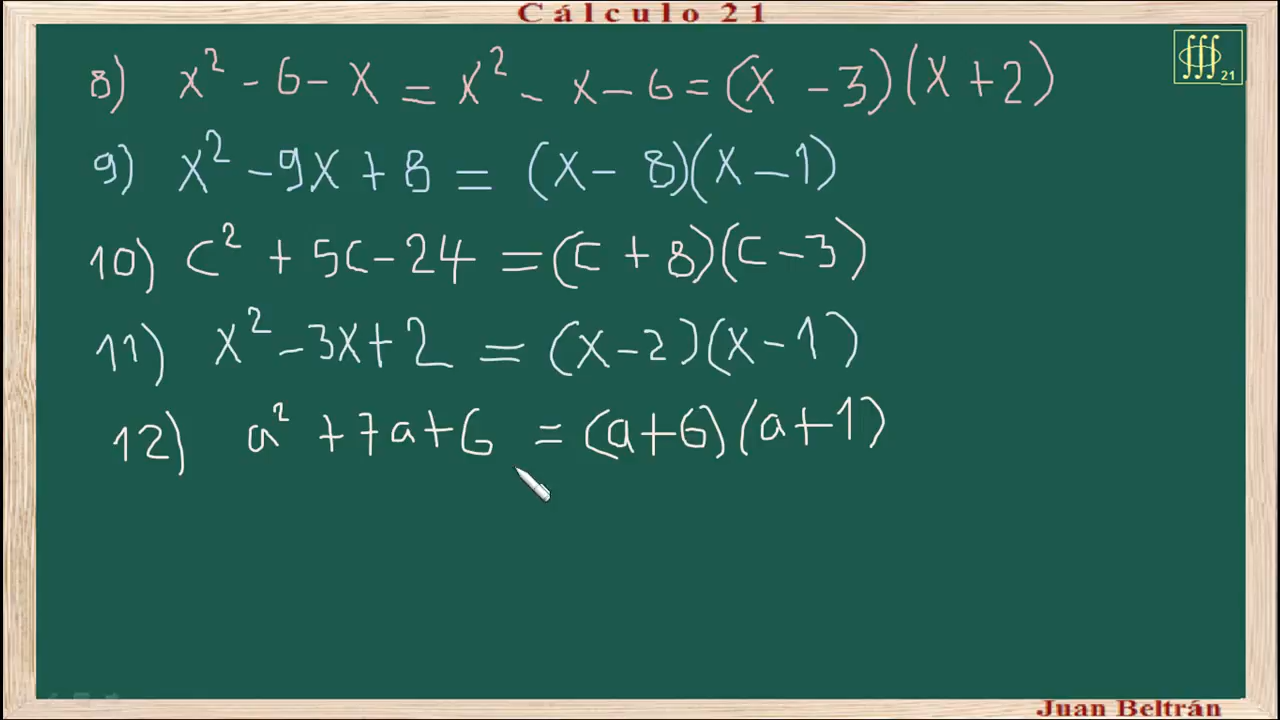 Cálculo 21
8) x² - 6 - x = x² - x - 6 = (x - 3)(x + 2)
21
9) x² - 9x + 8 = (x - 8)(x - 1)
10) c² + 5c - 24 = (c + 8)(c - 3)
11) x² - 3x + 2 = (x - 2)(x - 1)
12) a² + 7a + 6 = (a + 6)(a + 1)
Juan Beltrán